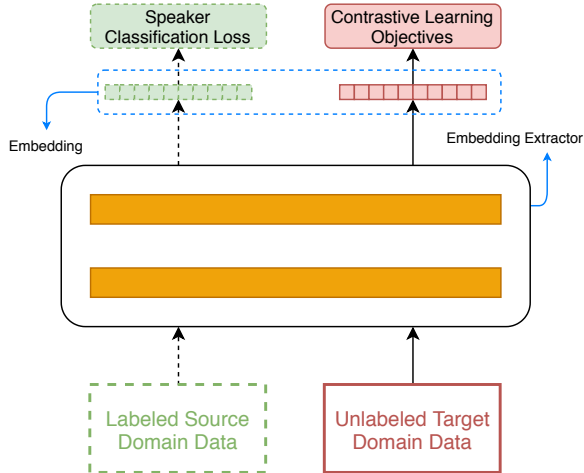 Speaker
Classification Loss
Contrastive Learning
Objectives
Embedding
Embedding Extractor
Labeled Source
Domain Data
Unlabeled Target
Domain Data